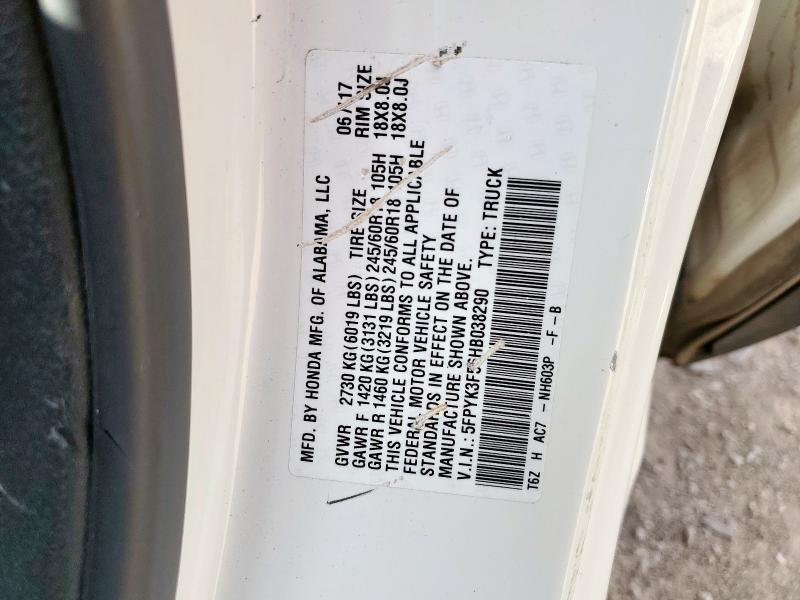 MFD. BY HONDA MFG. OF ALABAMA, LLC 06/17
GVWR 2730 KG (6019 LBS) TIRE SIZE RIM SIZE
GAWR F 1420 KG (3131 LBS) 245/60R18 105H 18X8.0J
GAWR R 1460 KG (3219 LBS) 245/60R18 105H 18X8.0J
THIS VEHICLE CONFORMS TO ALL APPLICABLE
FEDERAL MOTOR VEHICLE SAFETY
STANDARDS IN EFFECT ON THE DATE OF
MANUFACTURE SHOWN ABOVE.
V.I.N.: TYPE: TRUCK
T6Z H AC7 - NH603P -F-B